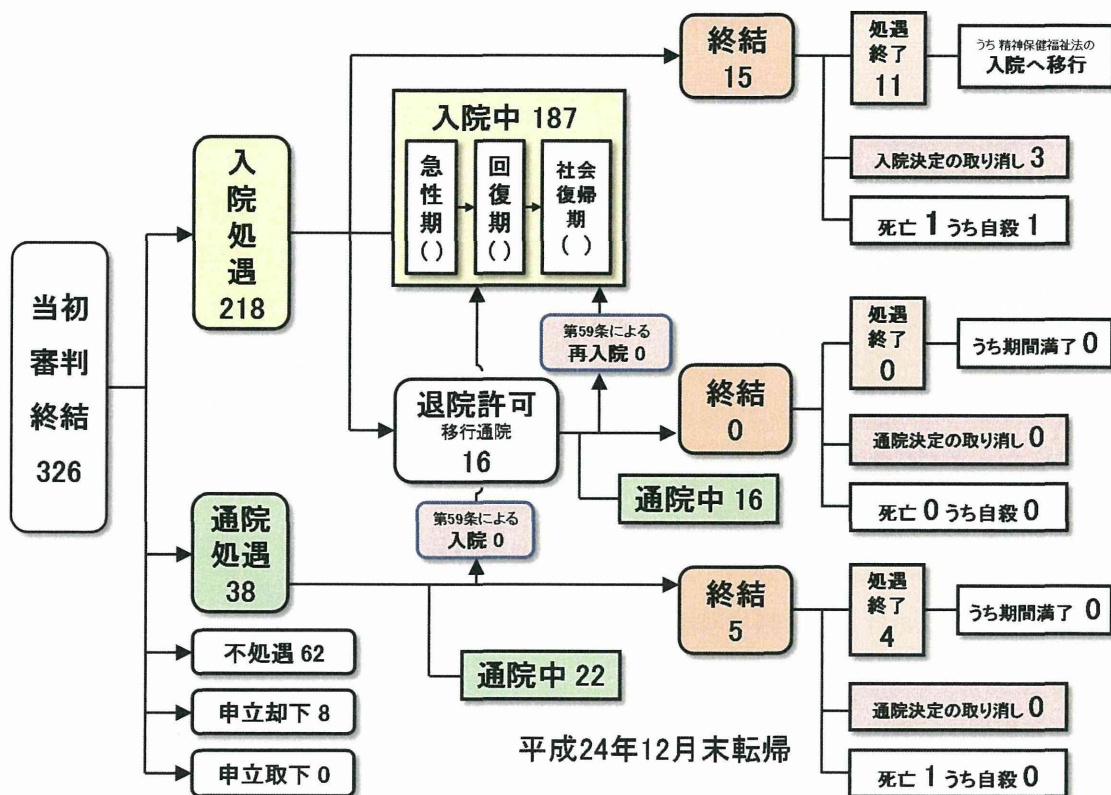 当初
審判
終結
326
入
院
処
遇
218
通院
処遇
38
不処遇 62
申立却下 8
申立取下 0
入院中 187
急
性
期
( )
回
復
期
( )
社会
復帰
期
( )
第59条による
再入院 0
退院許可
移行通院
16
第59条による
入院 0
通院中 16
通院中 22
終結
15
処遇
終了
11
うち 精神保健福祉法の
入院へ移行
入院決定の取り消し 3
死亡 1 うち自殺 1
終結
0
処遇
終了
0
うち期間満了 0
通院決定の取り消し 0
死亡 0 うち自殺 0
終結
5
処遇
終了
4
うち期間満了 0
通院決定の取り消し 0
死亡 1 うち自殺 0
平成24年12月末転帰